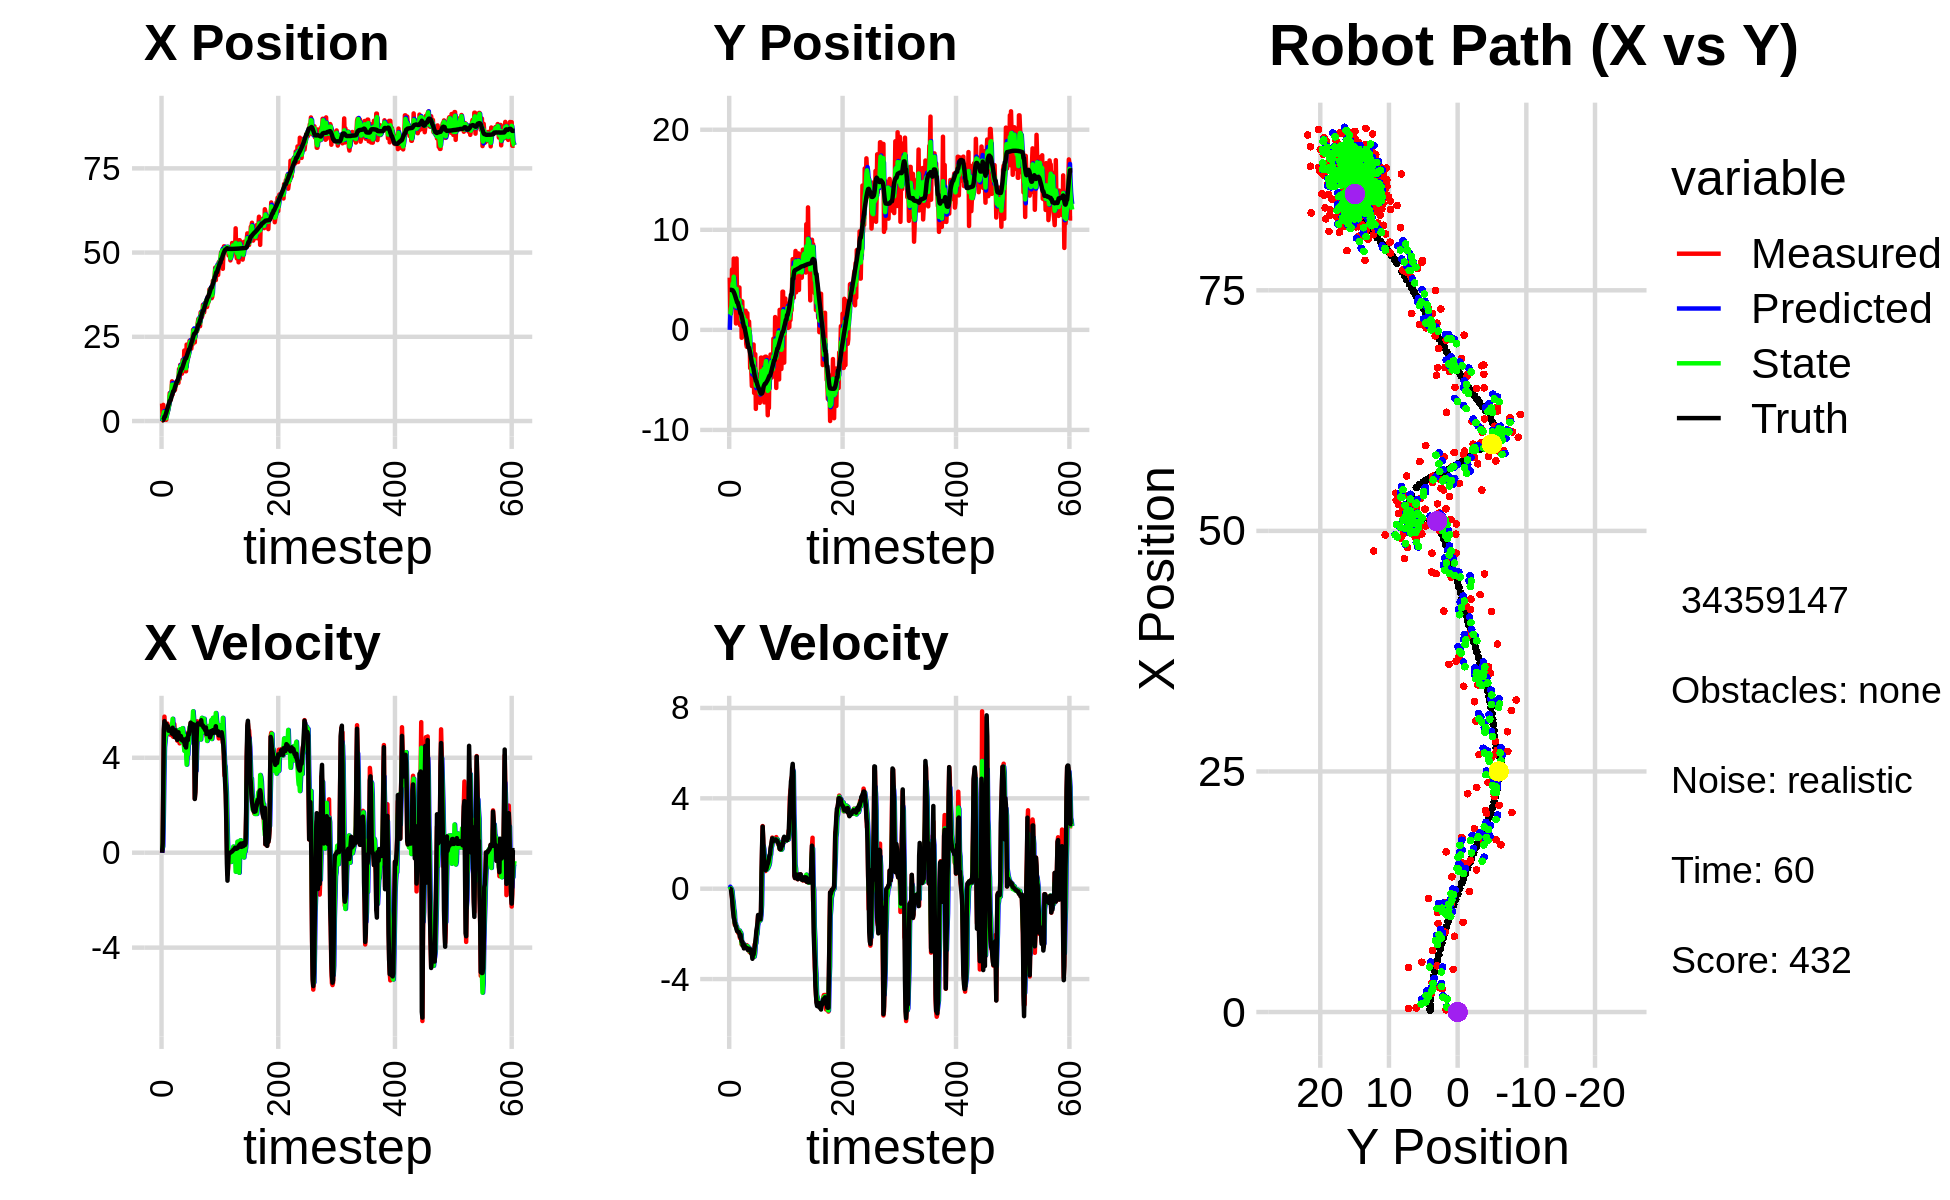 X Position
75
50
25
0
0
200
400
600
timestep
Y Position
20
10
0
-10
0
200
400
600
timestep
X Velocity
4
0
-4
0
200
400
600
timestep
Y Velocity
8
4
0
-4
0
200
400
600
timestep
Robot Path (X vs Y)
X Position
75
50
25
0
20
10
0
-10
-20
Y Position
variable
Measured
Predicted
State
Truth
34359147
Obstacles: none
Noise: realistic
Time: 60
Score: 432